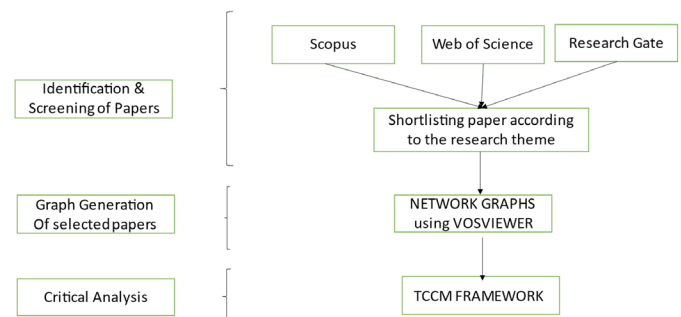 Scopus
Web of Science
Research Gate
Identification &
Screening of Papers
Shortlisting paper according
to the research theme
Graph Generation
Of selected papers
NETWORK GRAPHS
using VOSVIEWER
Critical Analysis
TCCM FRAMEWORK